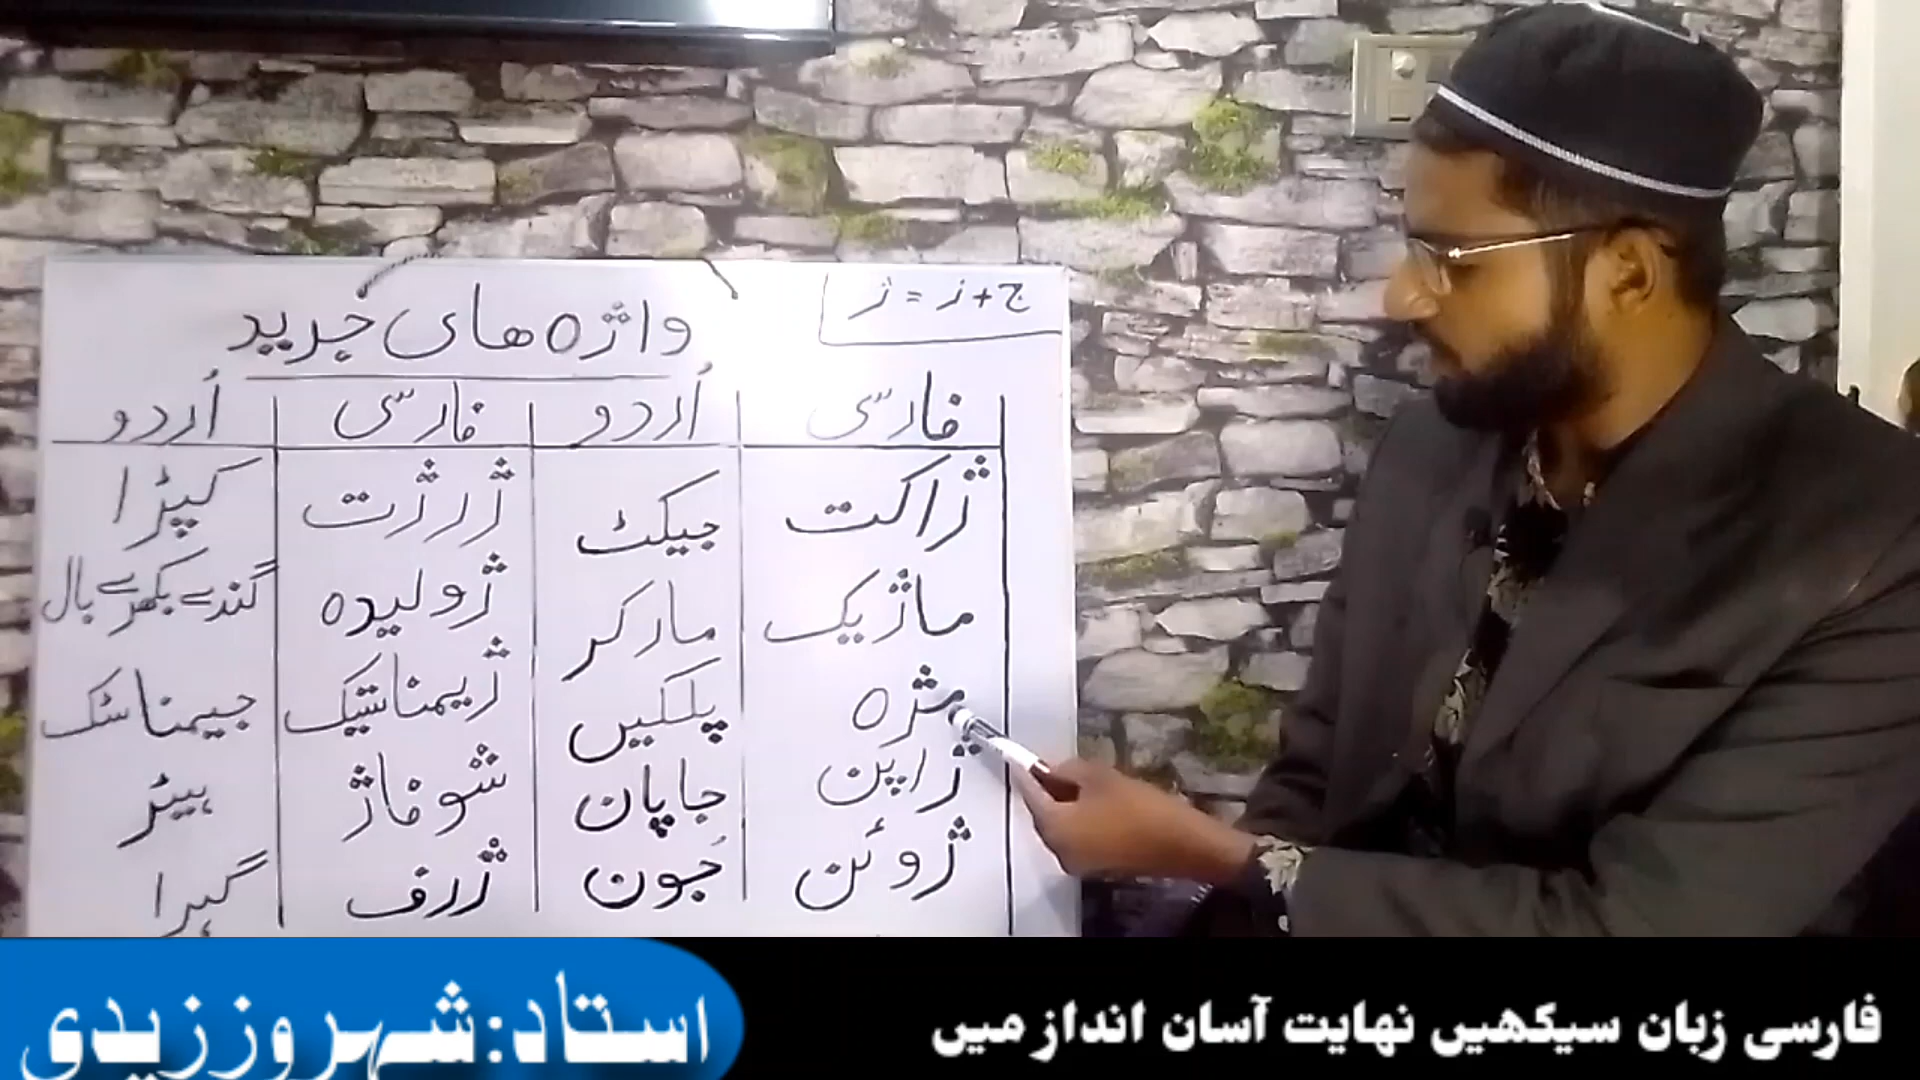 ج + ز = ژ
واژه های جدید
فارسی اُردو فارسی اُردو
ژاکت جیکٹ ژرژت کپڑا
ماژیک مارکر ژولیده گندے بکھرے بال
مژه پلکیں ژیمناستیک جیمناسٹک
ژاپن جاپان شوفاژ ہیٹر
ژوئن جُون ژرف گہرا
فارسی زبان سیکھیں نہایت آسان انداز میں
استاد: شہروز زیدی